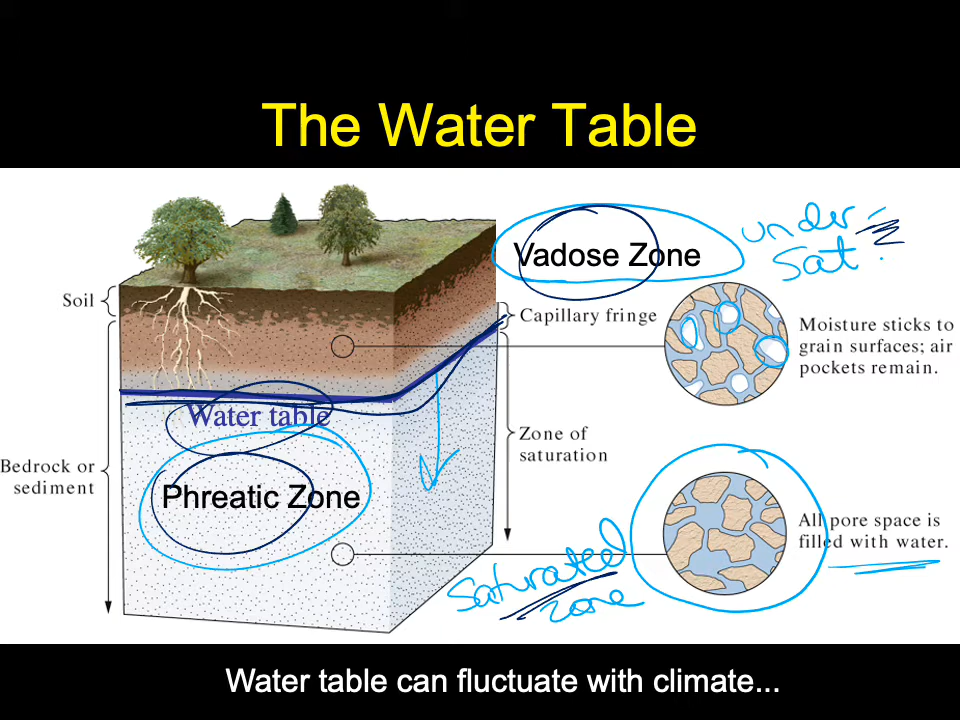 The Water Table
Vadose Zone
under-
sat.
Soil
Capillary fringe
Moisture sticks to
grain surfaces; air
pockets remain.
Water table
Zone of
saturation
Bedrock or
sediment
Phreatic Zone
All pore space is
filled with water.
saturated
zone
Water table can fluctuate with climate...